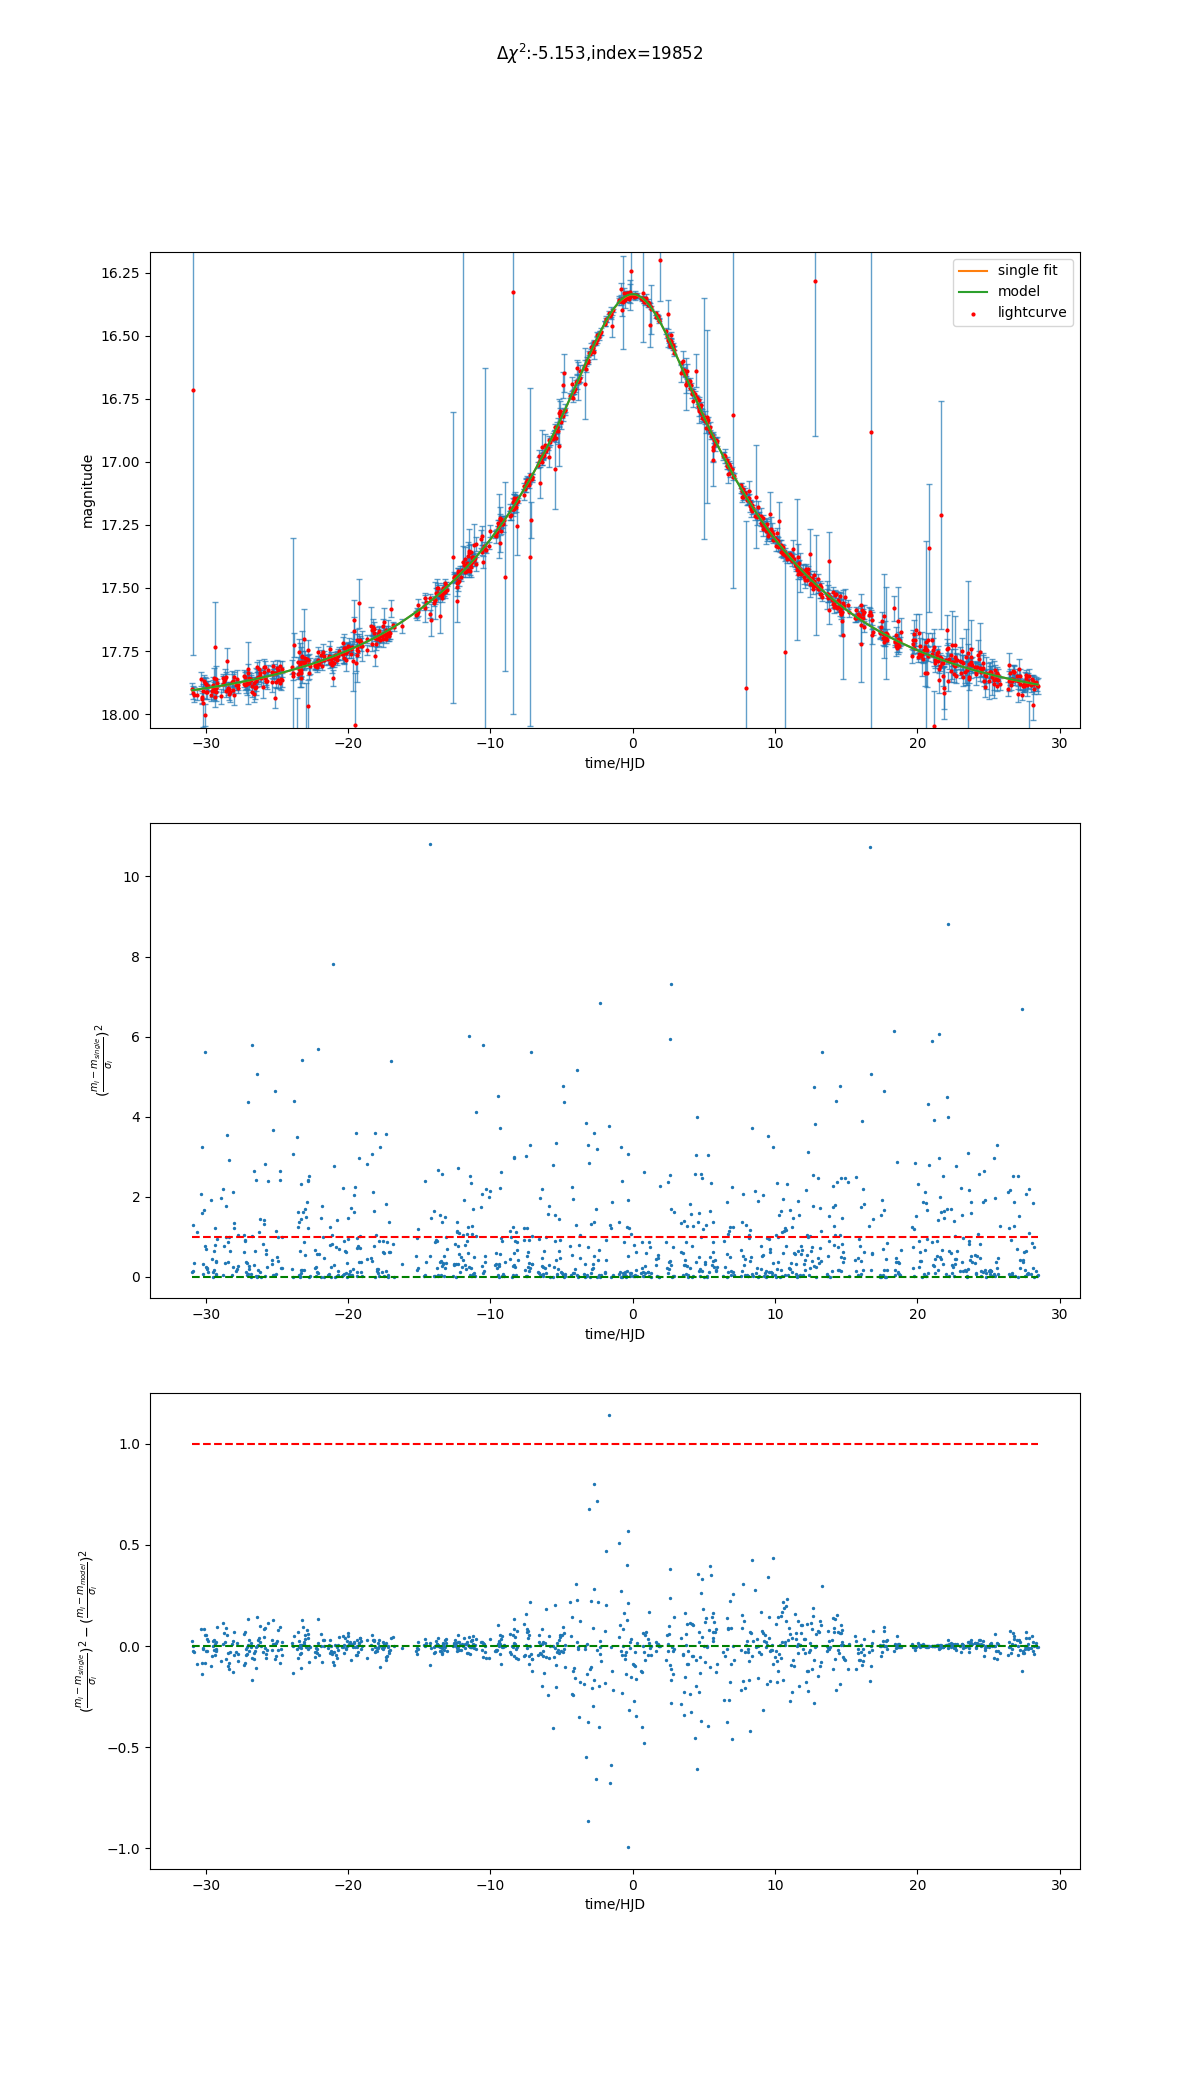 Δχ²:-5.153,index=19852
single fit
model
lightcurve
16.25
16.50
16.75
17.00
17.25
17.50
17.75
18.00
magnitude
−30 −20 −10 0 10 20 30
time/HJD
10
8
6
4
2
0
((m_i − m_single)/σ_i)²
−30 −20 −10 0 10 20 30
time/HJD
1.0
0.5
0.0
−0.5
−1.0
((m_i − m_single)/σ_i)² − ((m_i − m_model)/σ_i)²
−30 −20 −10 0 10 20 30
time/HJD